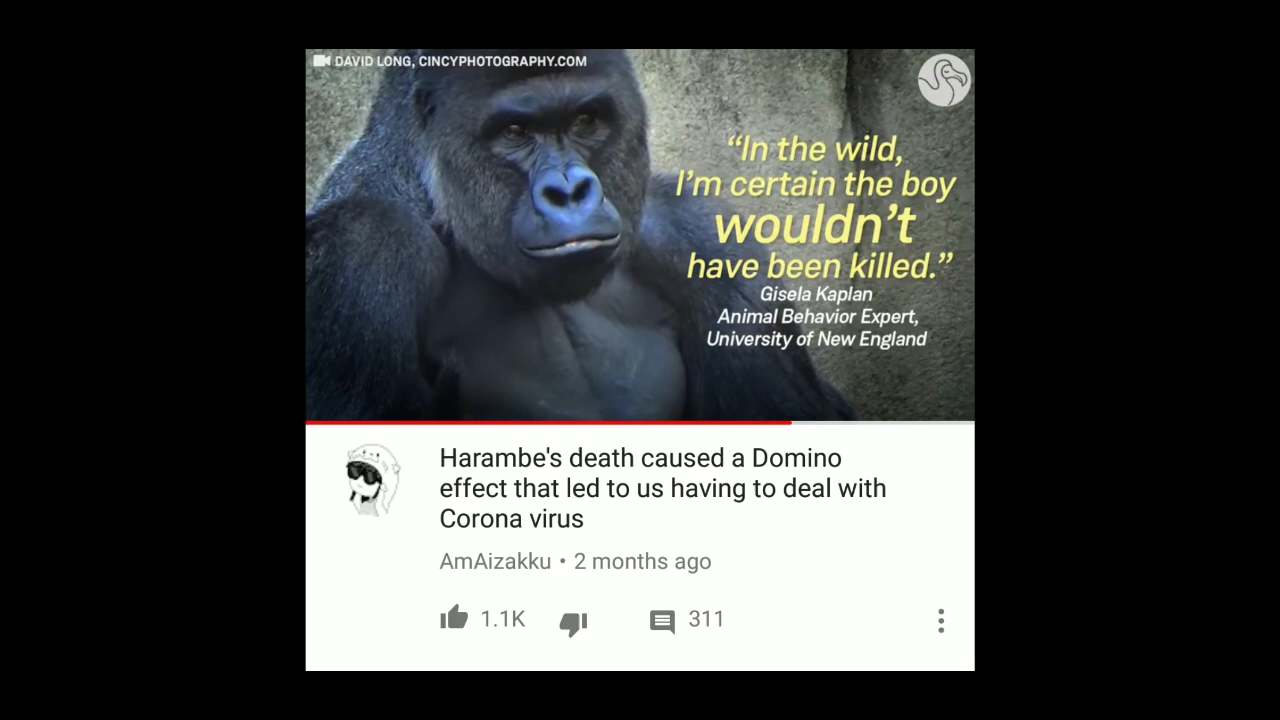 DAVID LONG, CINCYPHOTOGRAPHY.COM
“In the wild,
I’m certain the boy
wouldn’t
have been killed.”
Gisela Kaplan
Animal Behavior Expert,
University of New England
Harambe's death caused a Domino
effect that led to us having to deal with
Corona virus
AmAizakku • 2 months ago
1.1K 311